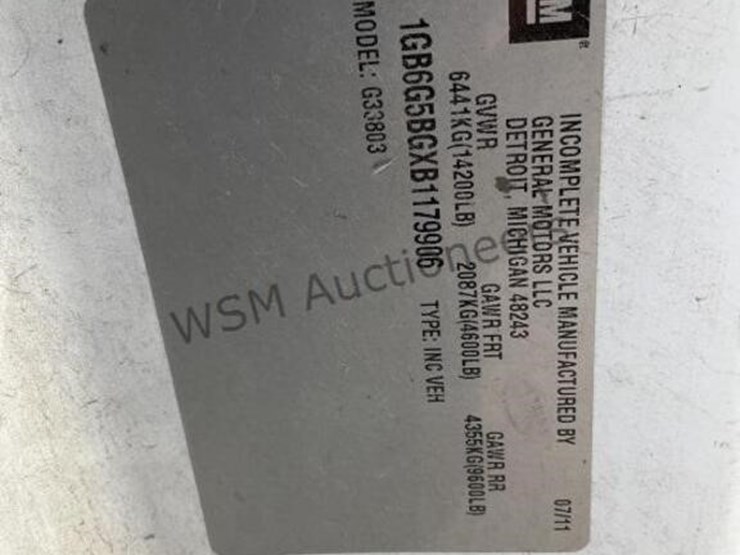 GM ®
INCOMPLETE VEHICLE MANUFACTURED BY 07/11
GENERAL MOTORS LLC
DETROIT, MICHIGAN 48243
GVWR GAWR FRT GAWR RR
6441KG(14200LB) 2087KG(4600LB) 4355KG(9600LB)
1GB6G5BGXB1179906 TYPE: INC VEH
MODEL: G33803
WSM Auctioneers